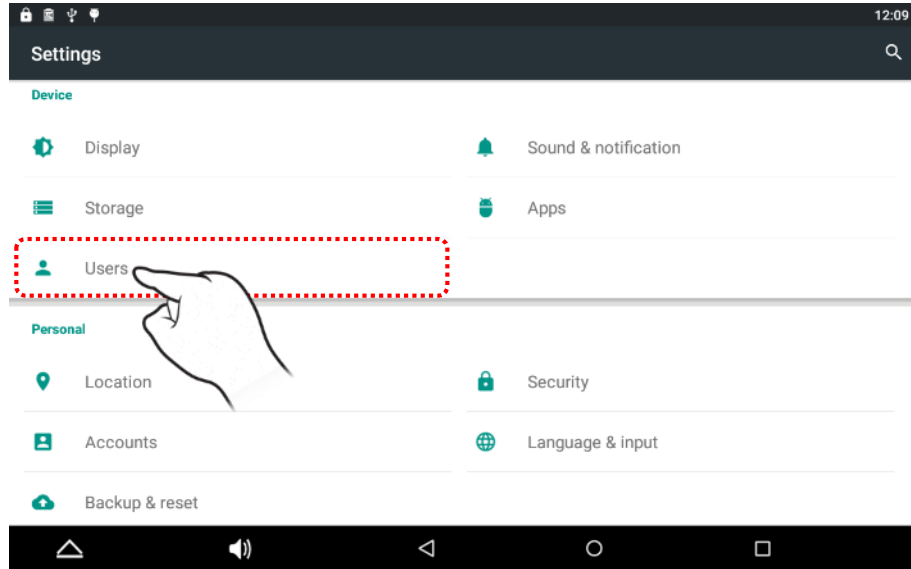 12:09
Settings
Device
Display
Sound & notification
Storage
Apps
Users
Personal
Location
Security
Accounts
Language & input
Backup & reset